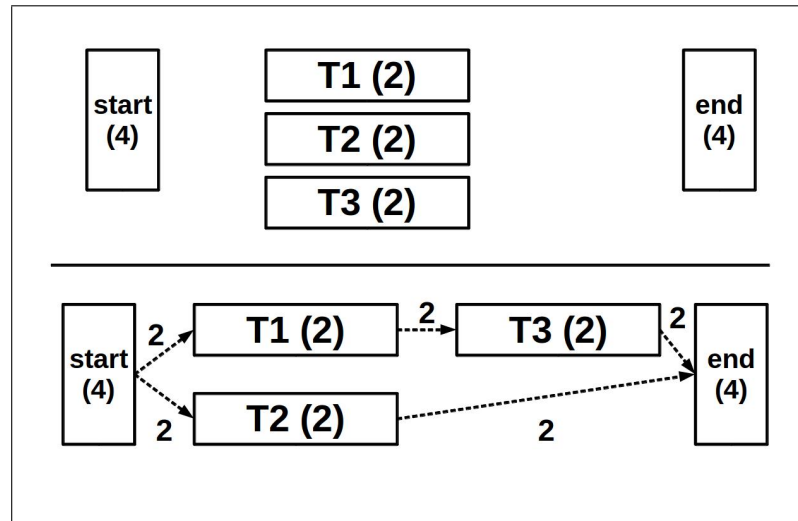 start
(4)
T1 (2)
T2 (2)
T3 (2)
end
(4)
start
(4)
2
2
T1 (2)
T2 (2)
2
T3 (2)
2
2
end
(4)